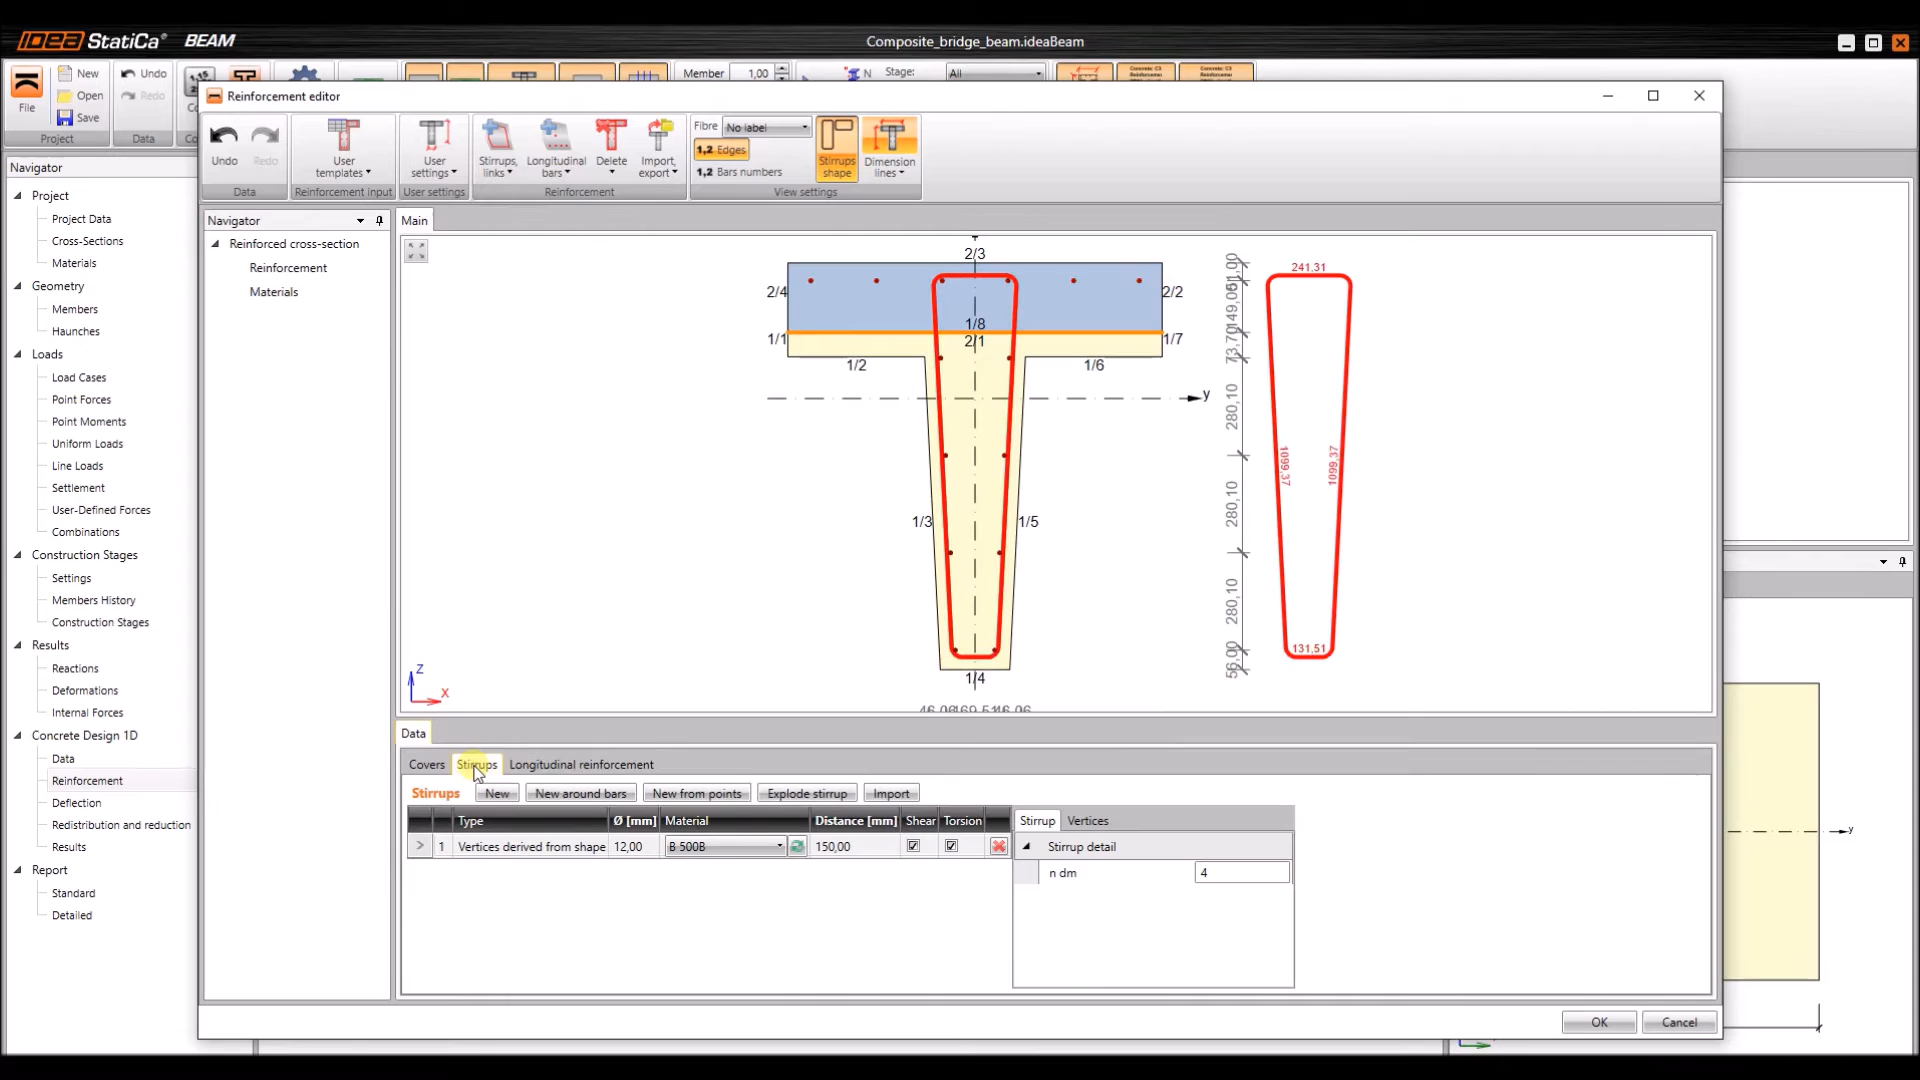 IDEA StatiCa® BEAM
Composite_bridge_beam.ideaBeam
File
New
Open
Save
Project
Undo
Redo
Data
Member 1,00
N
Stage: All
Navigator
Project
Project Data
Cross-Sections
Materials
Geometry
Members
Haunches
Loads
Load Cases
Point Forces
Point Moments
Uniform Loads
Line Loads
Settlement
User-Defined Forces
Combinations
Construction Stages
Settings
Members History
Construction Stages
Results
Reactions
Deformations
Internal Forces
Concrete Design 1D
Data
Reinforcement
Deflection
Redistribution and reduction
Results
Report
Standard
Detailed
Reinforcement editor
Undo
Redo
Data
User templates
Reinforcement input
User settings
User settings
Stirrups, links
Longitudinal bars
Delete
Import, export
Reinforcement
Fibre No label
1,2 Edges
1,2 Bars numbers
Stirrups shape
Dimension lines
View settings
Navigator
Reinforced cross-section
Reinforcement
Materials
Main
2/3
2/4
2/2
1/8
2/1
1/1
1/7
1/2
1/6
y
1/3
1/5
1/4
149,00
73,70
280,10
280,10
280,10
56,00
241,31
1099,37
1099,37
131,51
Z
X
Data
Covers
Stirrups
Longitudinal reinforcement
Stirrups
New
New around bars
New from points
Explode stirrup
Import
Type Ø [mm] Material Distance [mm] Shear Torsion
1 Vertices derived from shape 12,00 B 500B 150,00
Stirrup
Vertices
Stirrup detail
n dm 4
OK
Cancel
y